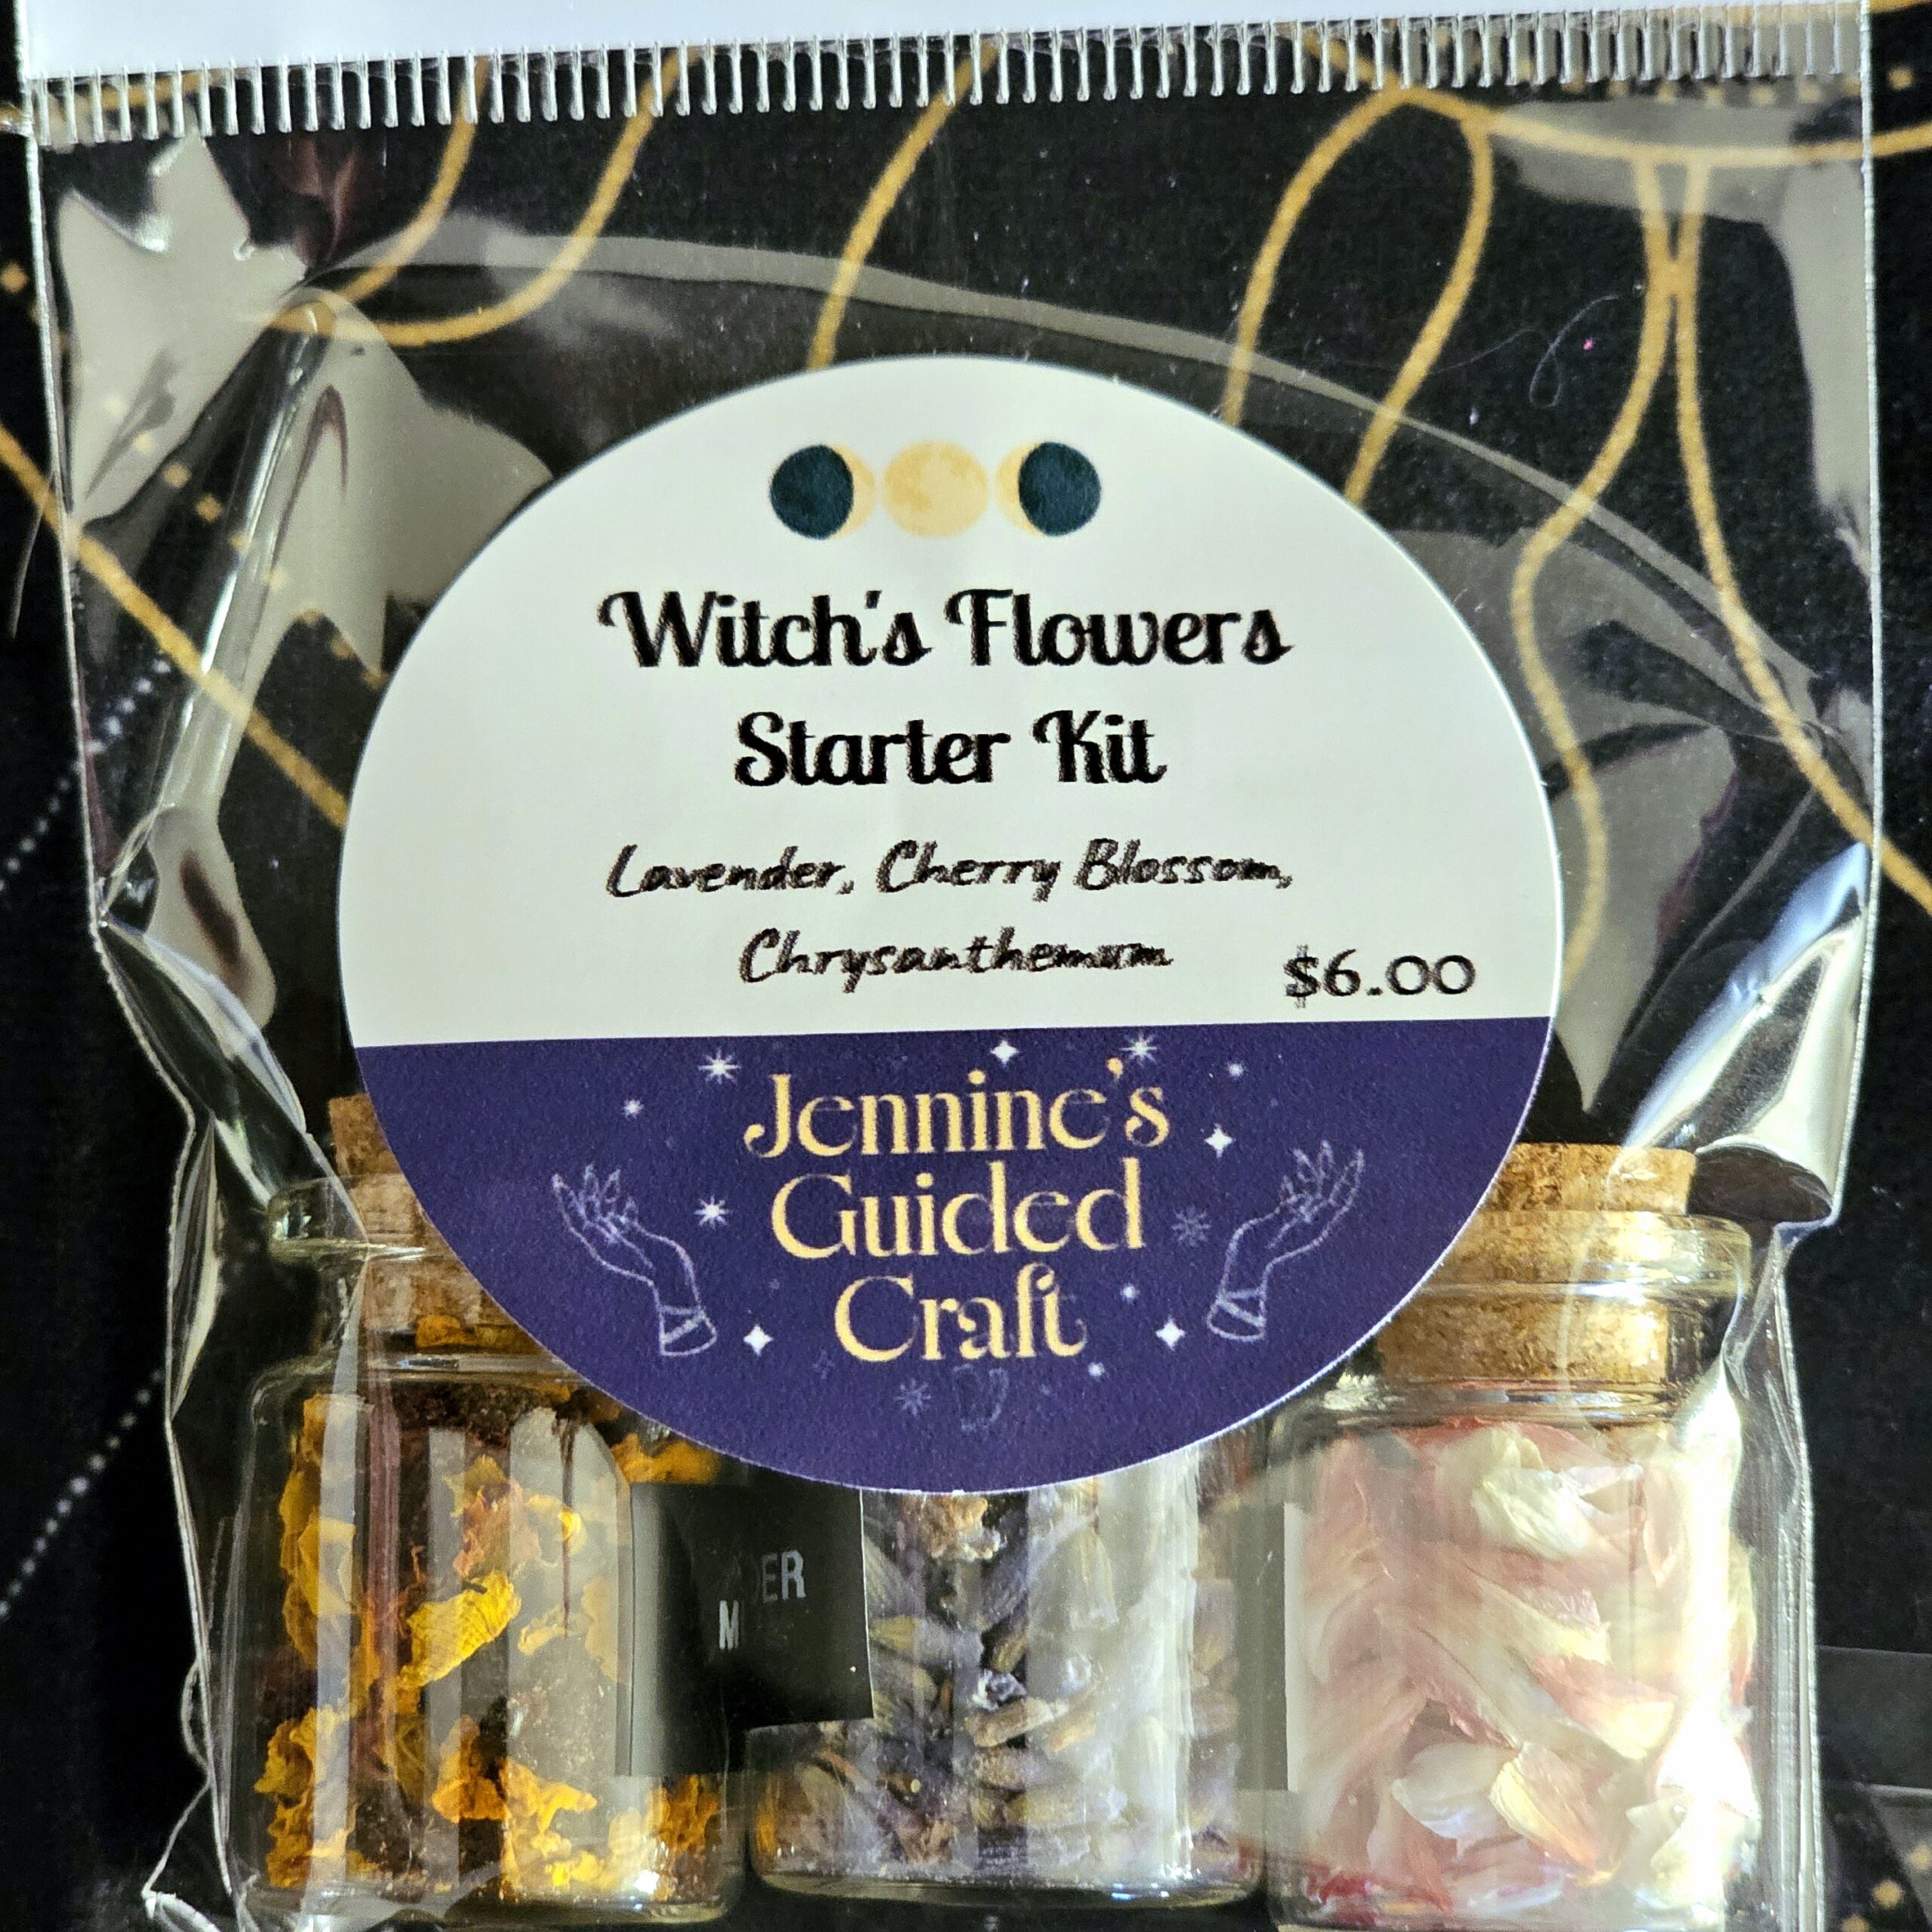 Witch's Flowers
Starter Kit
Lavender, Cherry Blossom,
Chrysanthemum
$6.00
Jennine's
Guided
Craft